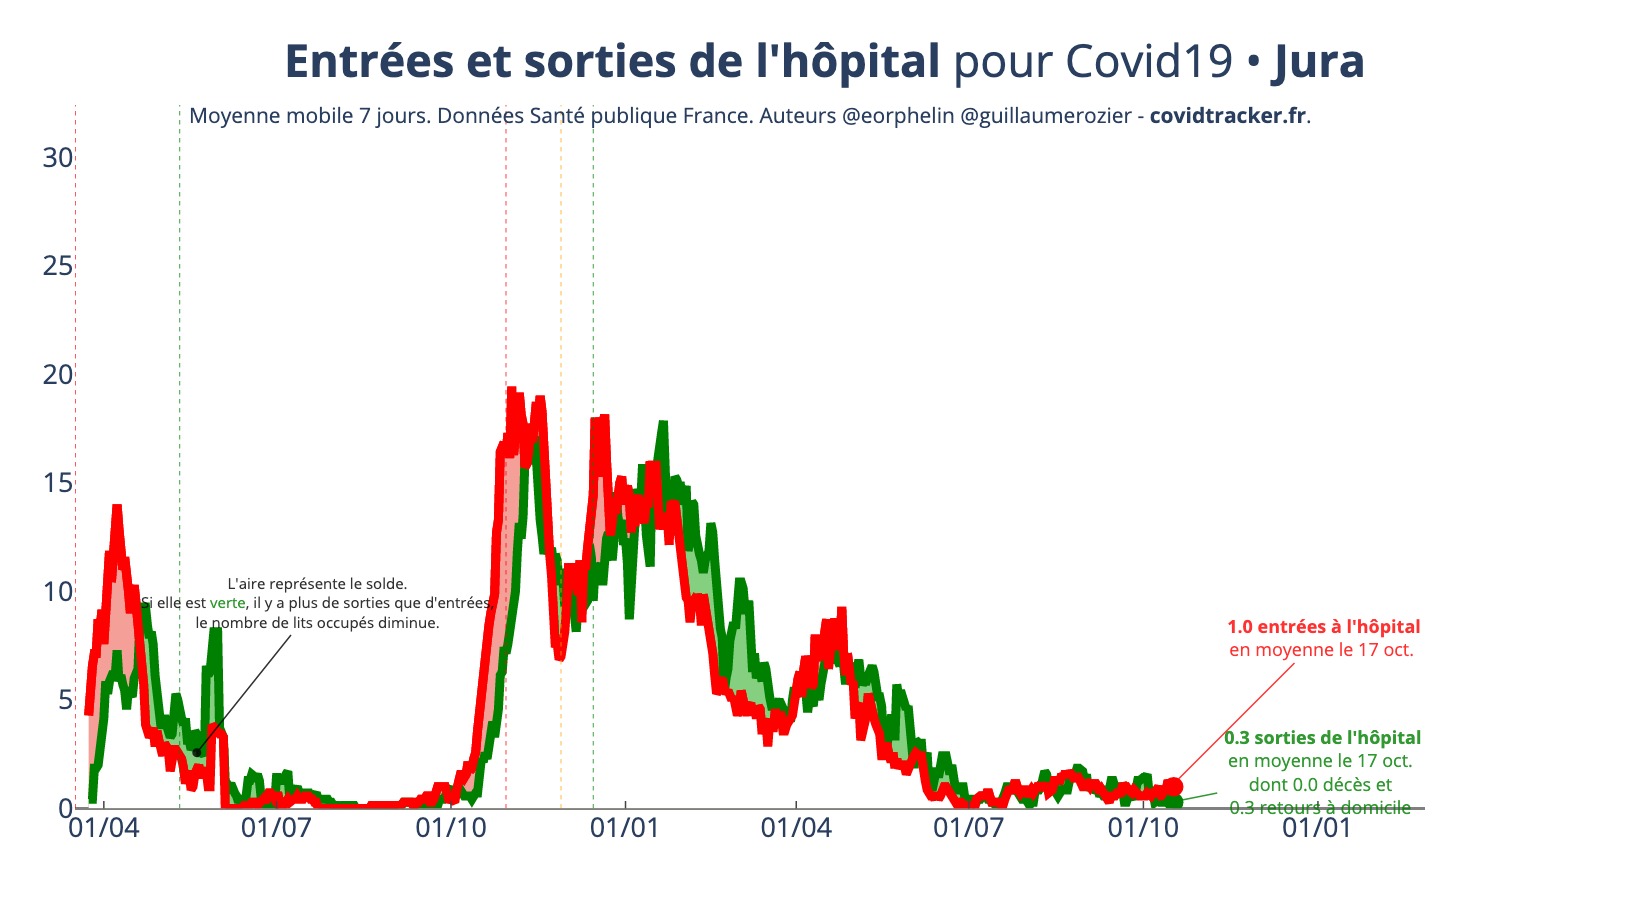 Entrées et sorties de l'hôpital pour Covid19 • Jura
Moyenne mobile 7 jours. Données Santé publique France. Auteurs @eorphelin @guillaumerozier - covidtracker.fr.
30
25
20
15
10
5
0
L'aire représente le solde.
Si elle est verte, il y a plus de sorties que d'entrées,
le nombre de lits occupés diminue.
1.0 entrées à l'hôpital
en moyenne le 17 oct.
0.3 sorties de l'hôpital
en moyenne le 17 oct.
dont 0.0 décès et
0.3 retours à domicile
01/04
01/07
01/10
01/01
01/04
01/07
01/10
01/01